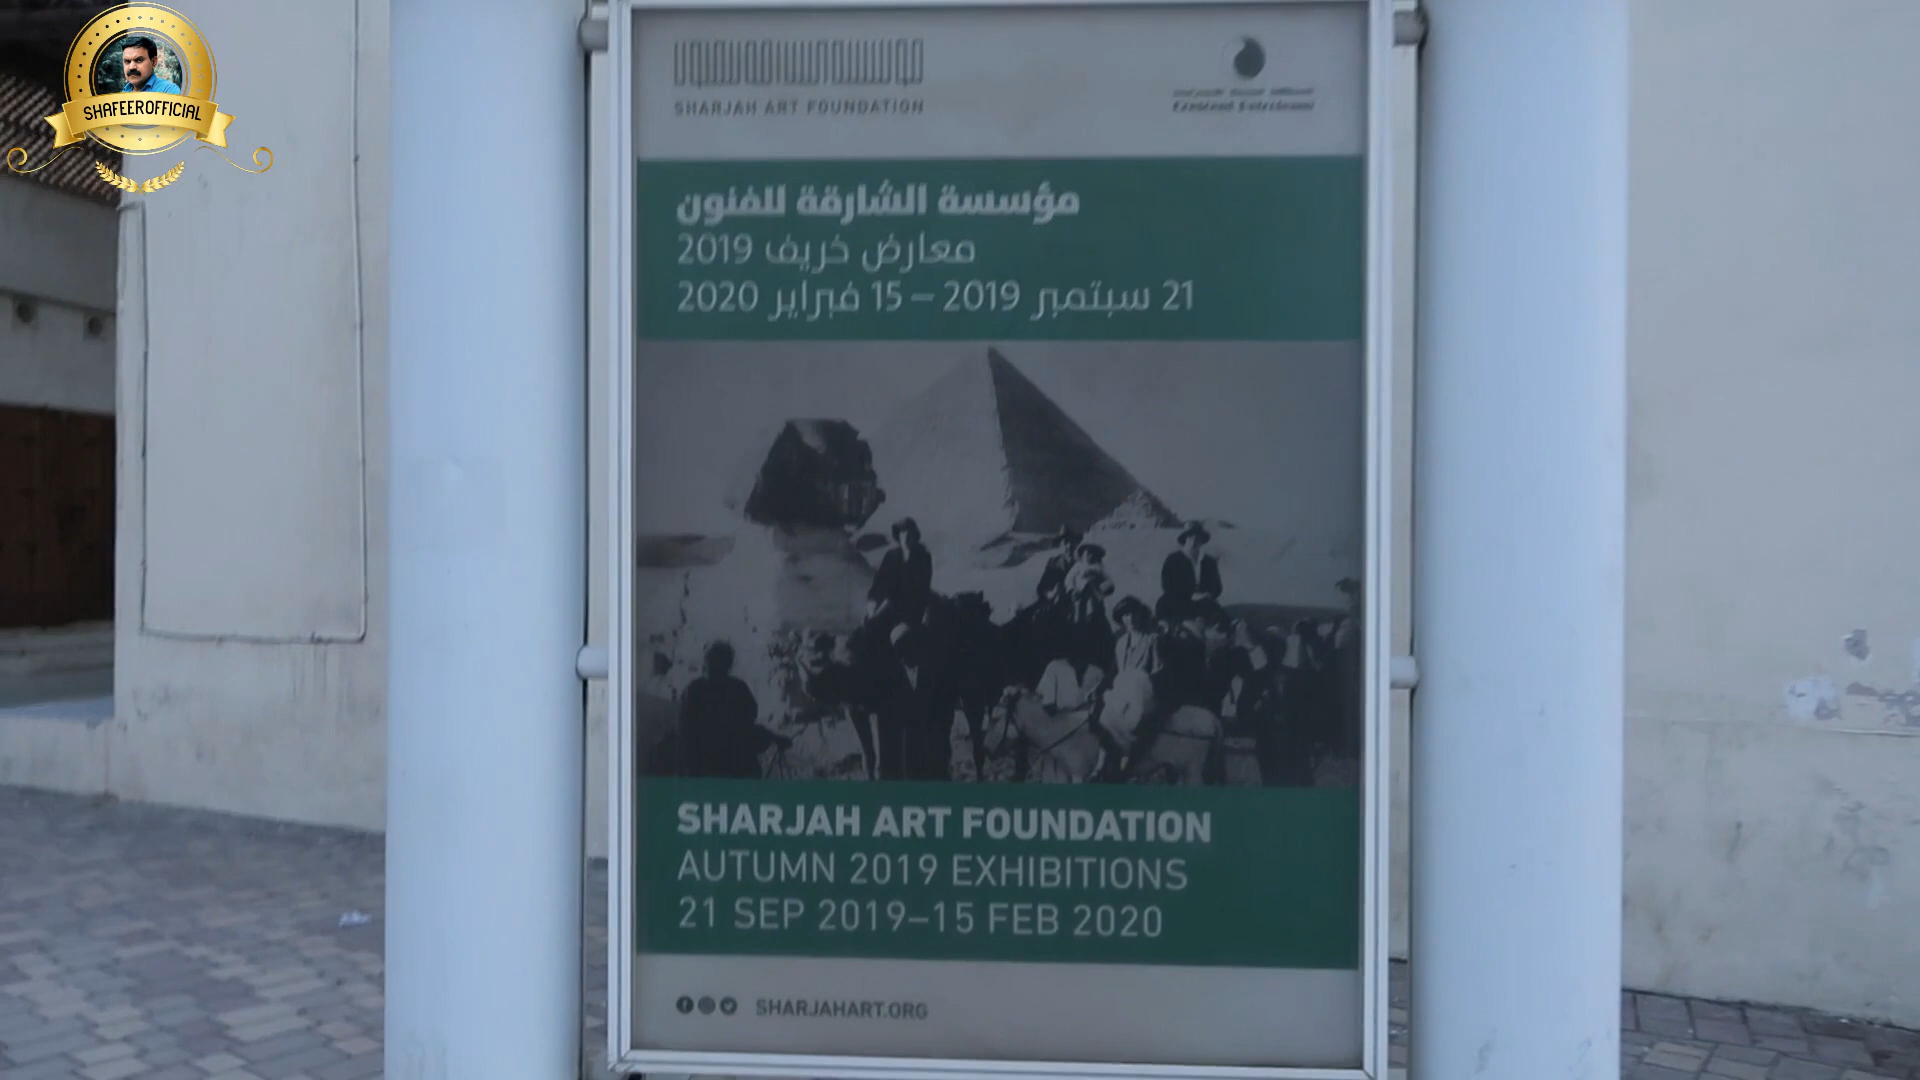 SHAFEEROFFICIAL
SHARJAH ART FOUNDATION
مؤسسة الشارقة للفنون
معارض خريف 2019
21 سبتمبر 2019 – 15 فبراير 2020
SHARJAH ART FOUNDATION
AUTUMN 2019 EXHIBITIONS
21 SEP 2019–15 FEB 2020
SHARJAHART.ORG